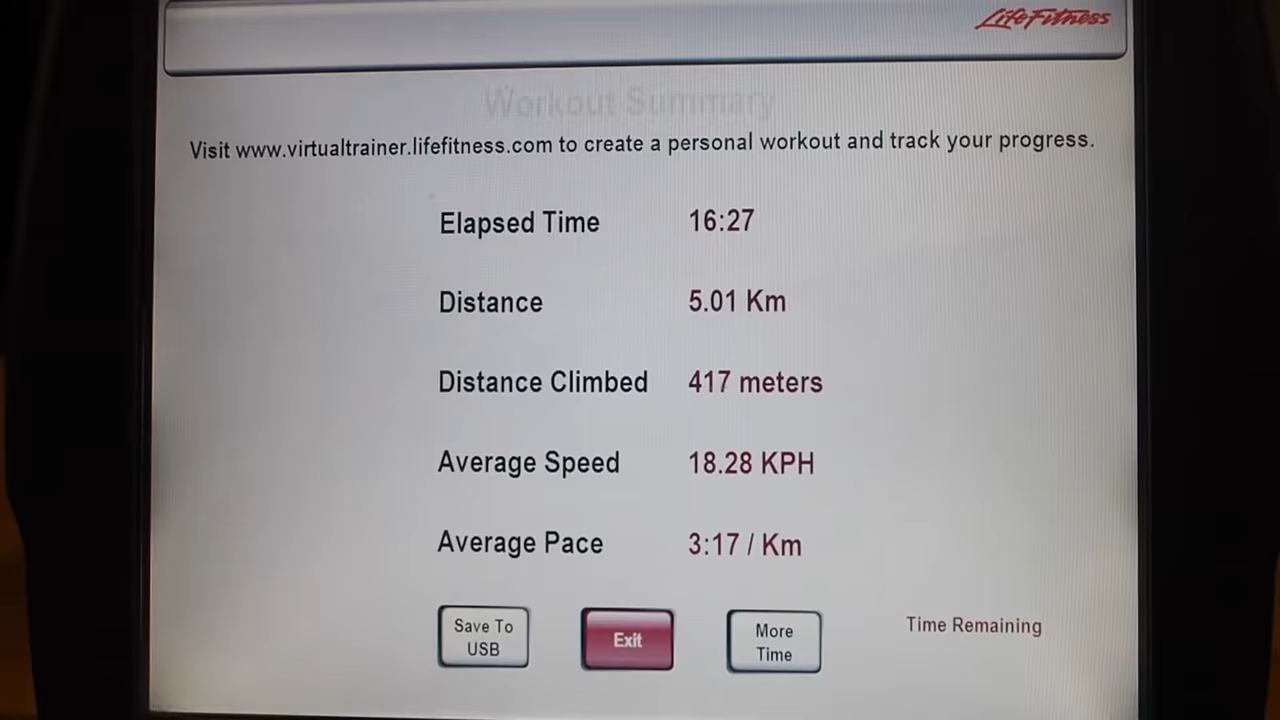 LifeFitness
Workout Summary
Visit www.virtualtrainer.lifefitness.com to create a personal workout and track your progress.
Elapsed Time 16:27
Distance 5.01 Km
Distance Climbed 417 meters
Average Speed 18.28 KPH
Average Pace 3:17 / Km
Save To
USB
Exit
More
Time
Time Remaining